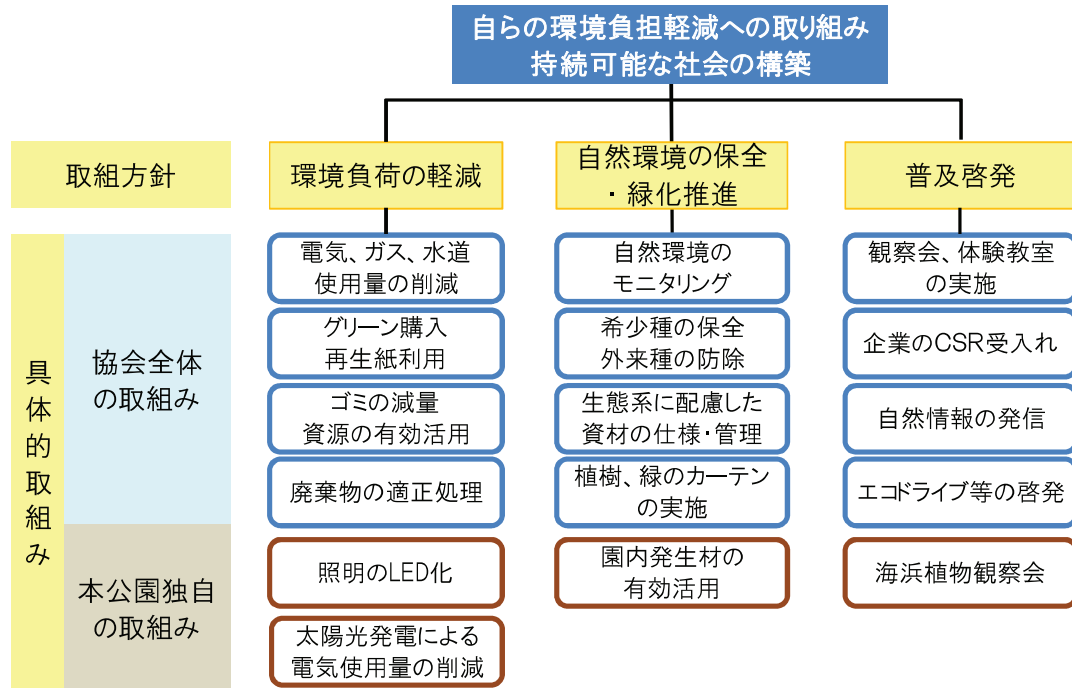 自らの環境負担軽減への取り組み
持続可能な社会の構築
取組方針
環境負荷の軽減
自然環境の保全
・緑化推進
普及啓発
具体的取組み
協会全体
の取組み
電気、ガス、水道
使用量の削減
自然環境の
モニタリング
観察会、体験教室
の実施
グリーン購入
再生紙利用
希少種の保全
外来種の防除
企業のCSR受入れ
ゴミの減量
資源の有効活用
生態系に配慮した
資材の仕様・管理
自然情報の発信
廃棄物の適正処理
植樹、緑のカーテン
の実施
エコドライブ等の啓発
本公園独自
の取組み
照明のLED化
園内発生材の
有効活用
海浜植物観察会
太陽光発電による
電気使用量の削減